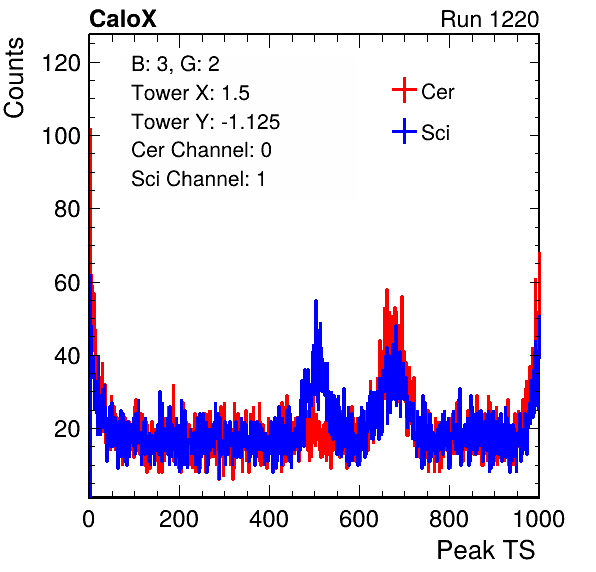 CaloX Run 1220
Counts
B: 3, G: 2
Tower X: 1.5
Tower Y: -1.125
Cer Channel: 0
Sci Channel: 1
Cer
Sci
120
100
80
60
40
20
0 200 400 600 800 1000
Peak TS